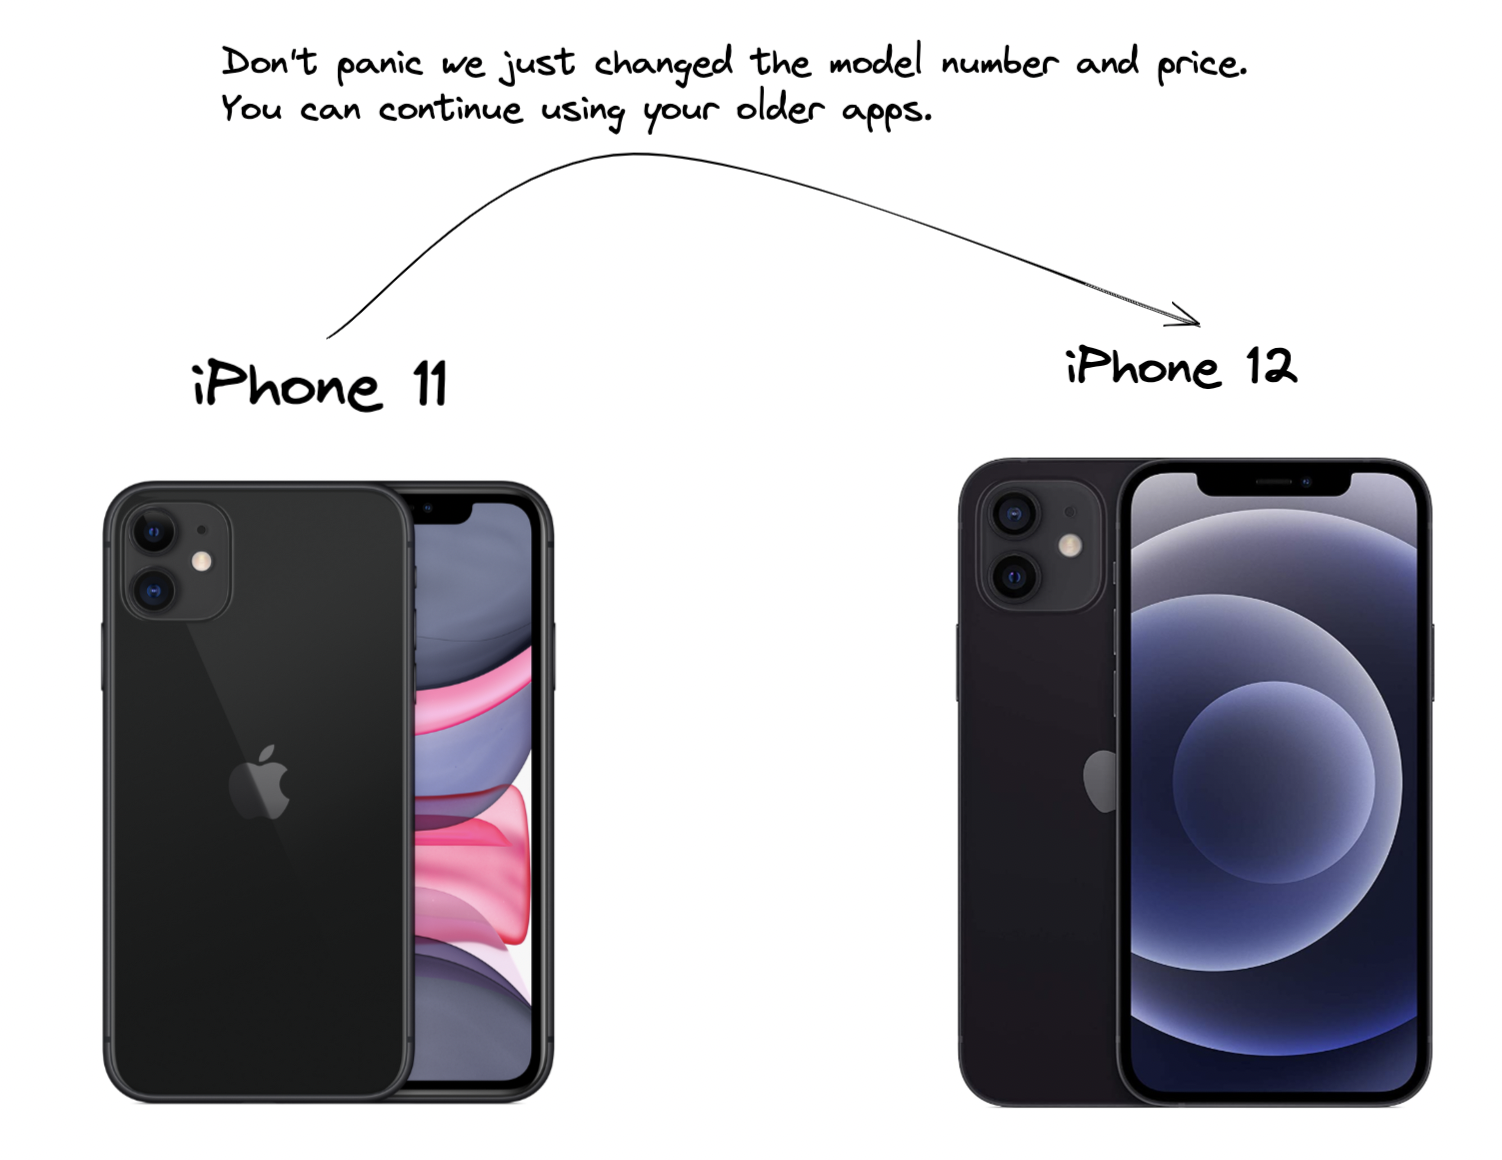 Don't panic we just changed the model number and price.
You can continue using your older apps.
iPhone 11
iPhone 12